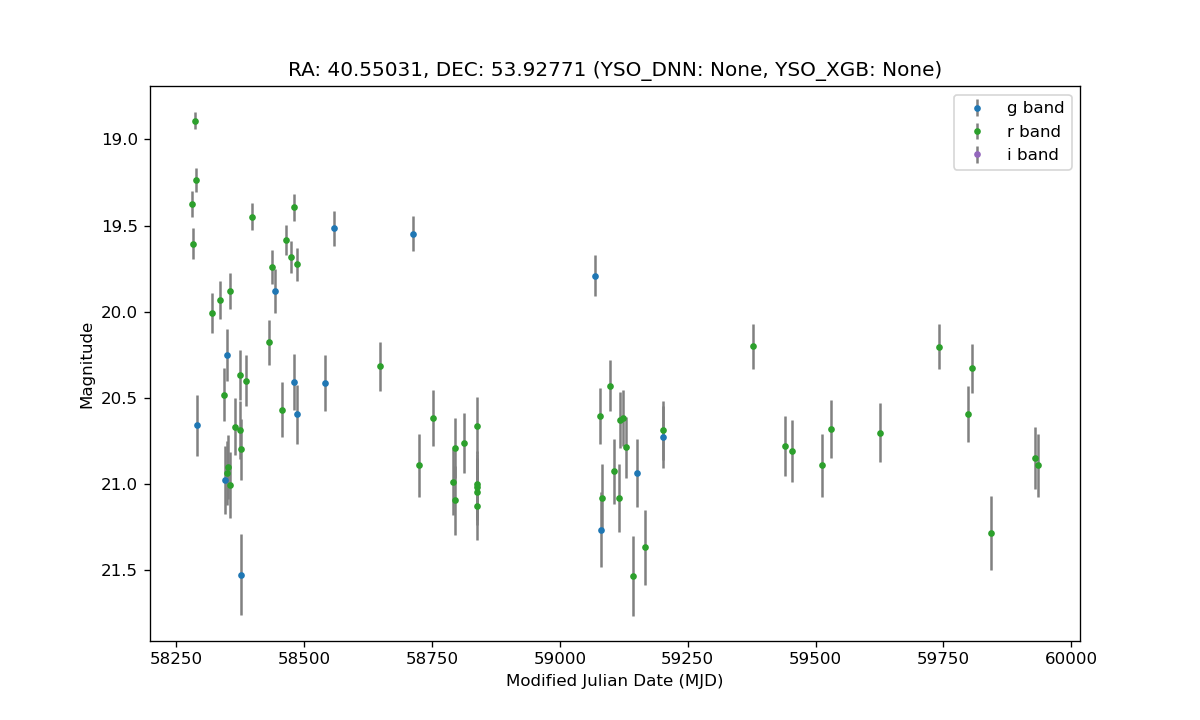 RA: 40.55031, DEC: 53.92771 (YSO_DNN: None, YSO_XGB: None)
g band
r band
i band
19.0
19.5
20.0
20.5
21.0
21.5
Magnitude
58250 58500 58750 59000 59250 59500 59750 60000
Modified Julian Date (MJD)